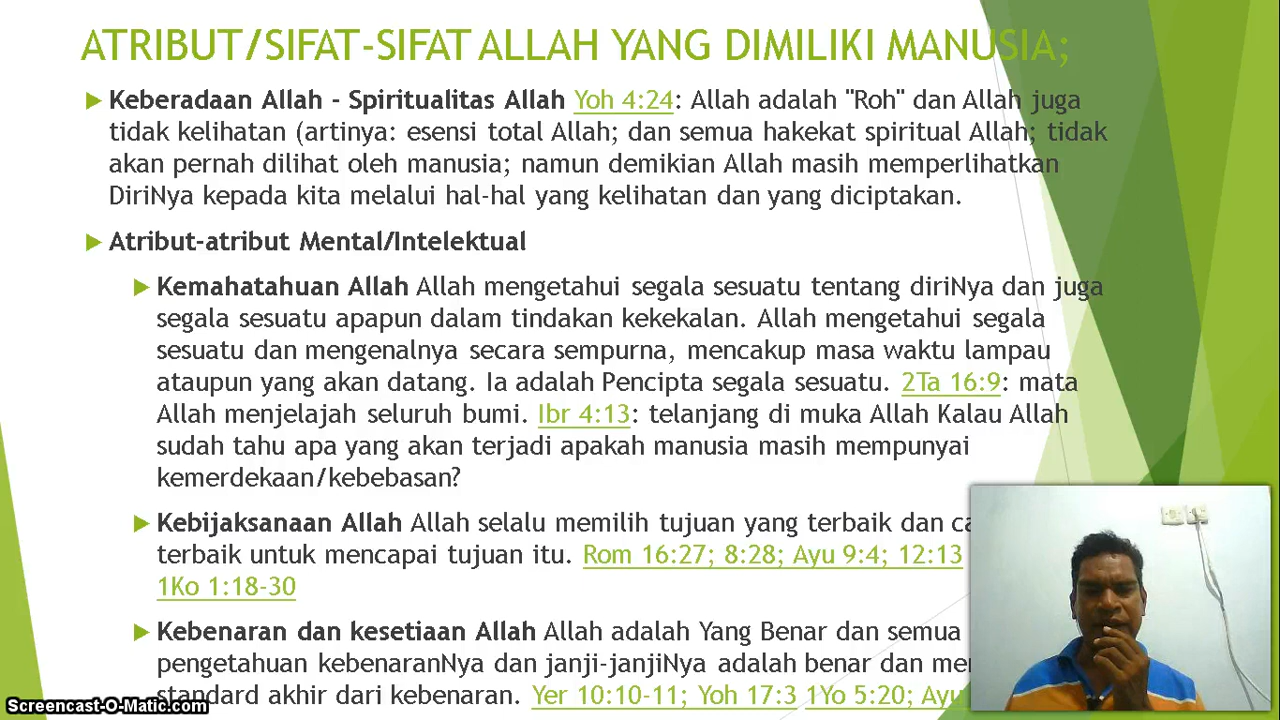 ATRIBUT/SIFAT-SIFAT ALLAH YANG DIMILIKI MANUSIA;
Keberadaan Allah - Spiritualitas Allah Yoh 4:24: Allah adalah "Roh" dan Allah juga
tidak kelihatan (artinya: esensi total Allah; dan semua hakekat spiritual Allah; tidak
akan pernah dilihat oleh manusia; namun demikian Allah masih memperlihatkan
DiriNya kepada kita melalui hal-hal yang kelihatan dan yang diciptakan.
Atribut-atribut Mental/Intelektual
Kemahatahuan Allah Allah mengetahui segala sesuatu tentang diriNya dan juga
segala sesuatu apapun dalam tindakan kekekalan. Allah mengetahui segala
sesuatu dan mengenalnya secara sempurna, mencakup masa waktu lampau
ataupun yang akan datang. Ia adalah Pencipta segala sesuatu. 2Ta 16:9: mata
Allah menjelajah seluruh bumi. Ibr 4:13: telanjang di muka Allah Kalau Allah
sudah tahu apa yang akan terjadi apakah manusia masih mempunyai
kemerdekaan/kebebasan?
Kebijaksanaan Allah Allah selalu memilih tujuan yang terbaik dan
terbaik untuk mencapai tujuan itu. Rom 16:27; 8:28; Ayu 9:4; 12:13
1Ko 1:18-30
Kebenaran dan kesetiaan Allah Allah adalah Yang Benar dan semua
pengetahuan kebenaranNya dan janji-janjiNya adalah benar dan
standard akhir dari kebenaran. Yer 10:10-11; Yoh 17:3 1Yo 5:20; Ayu
Screencast-O-Matic.com